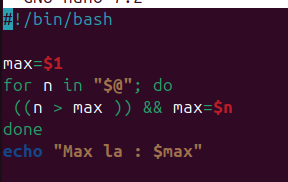 #!/bin/bash
max=$1
for n in "$@"; do
 ((n > max )) && max=$n
done
echo "Max la : $max"